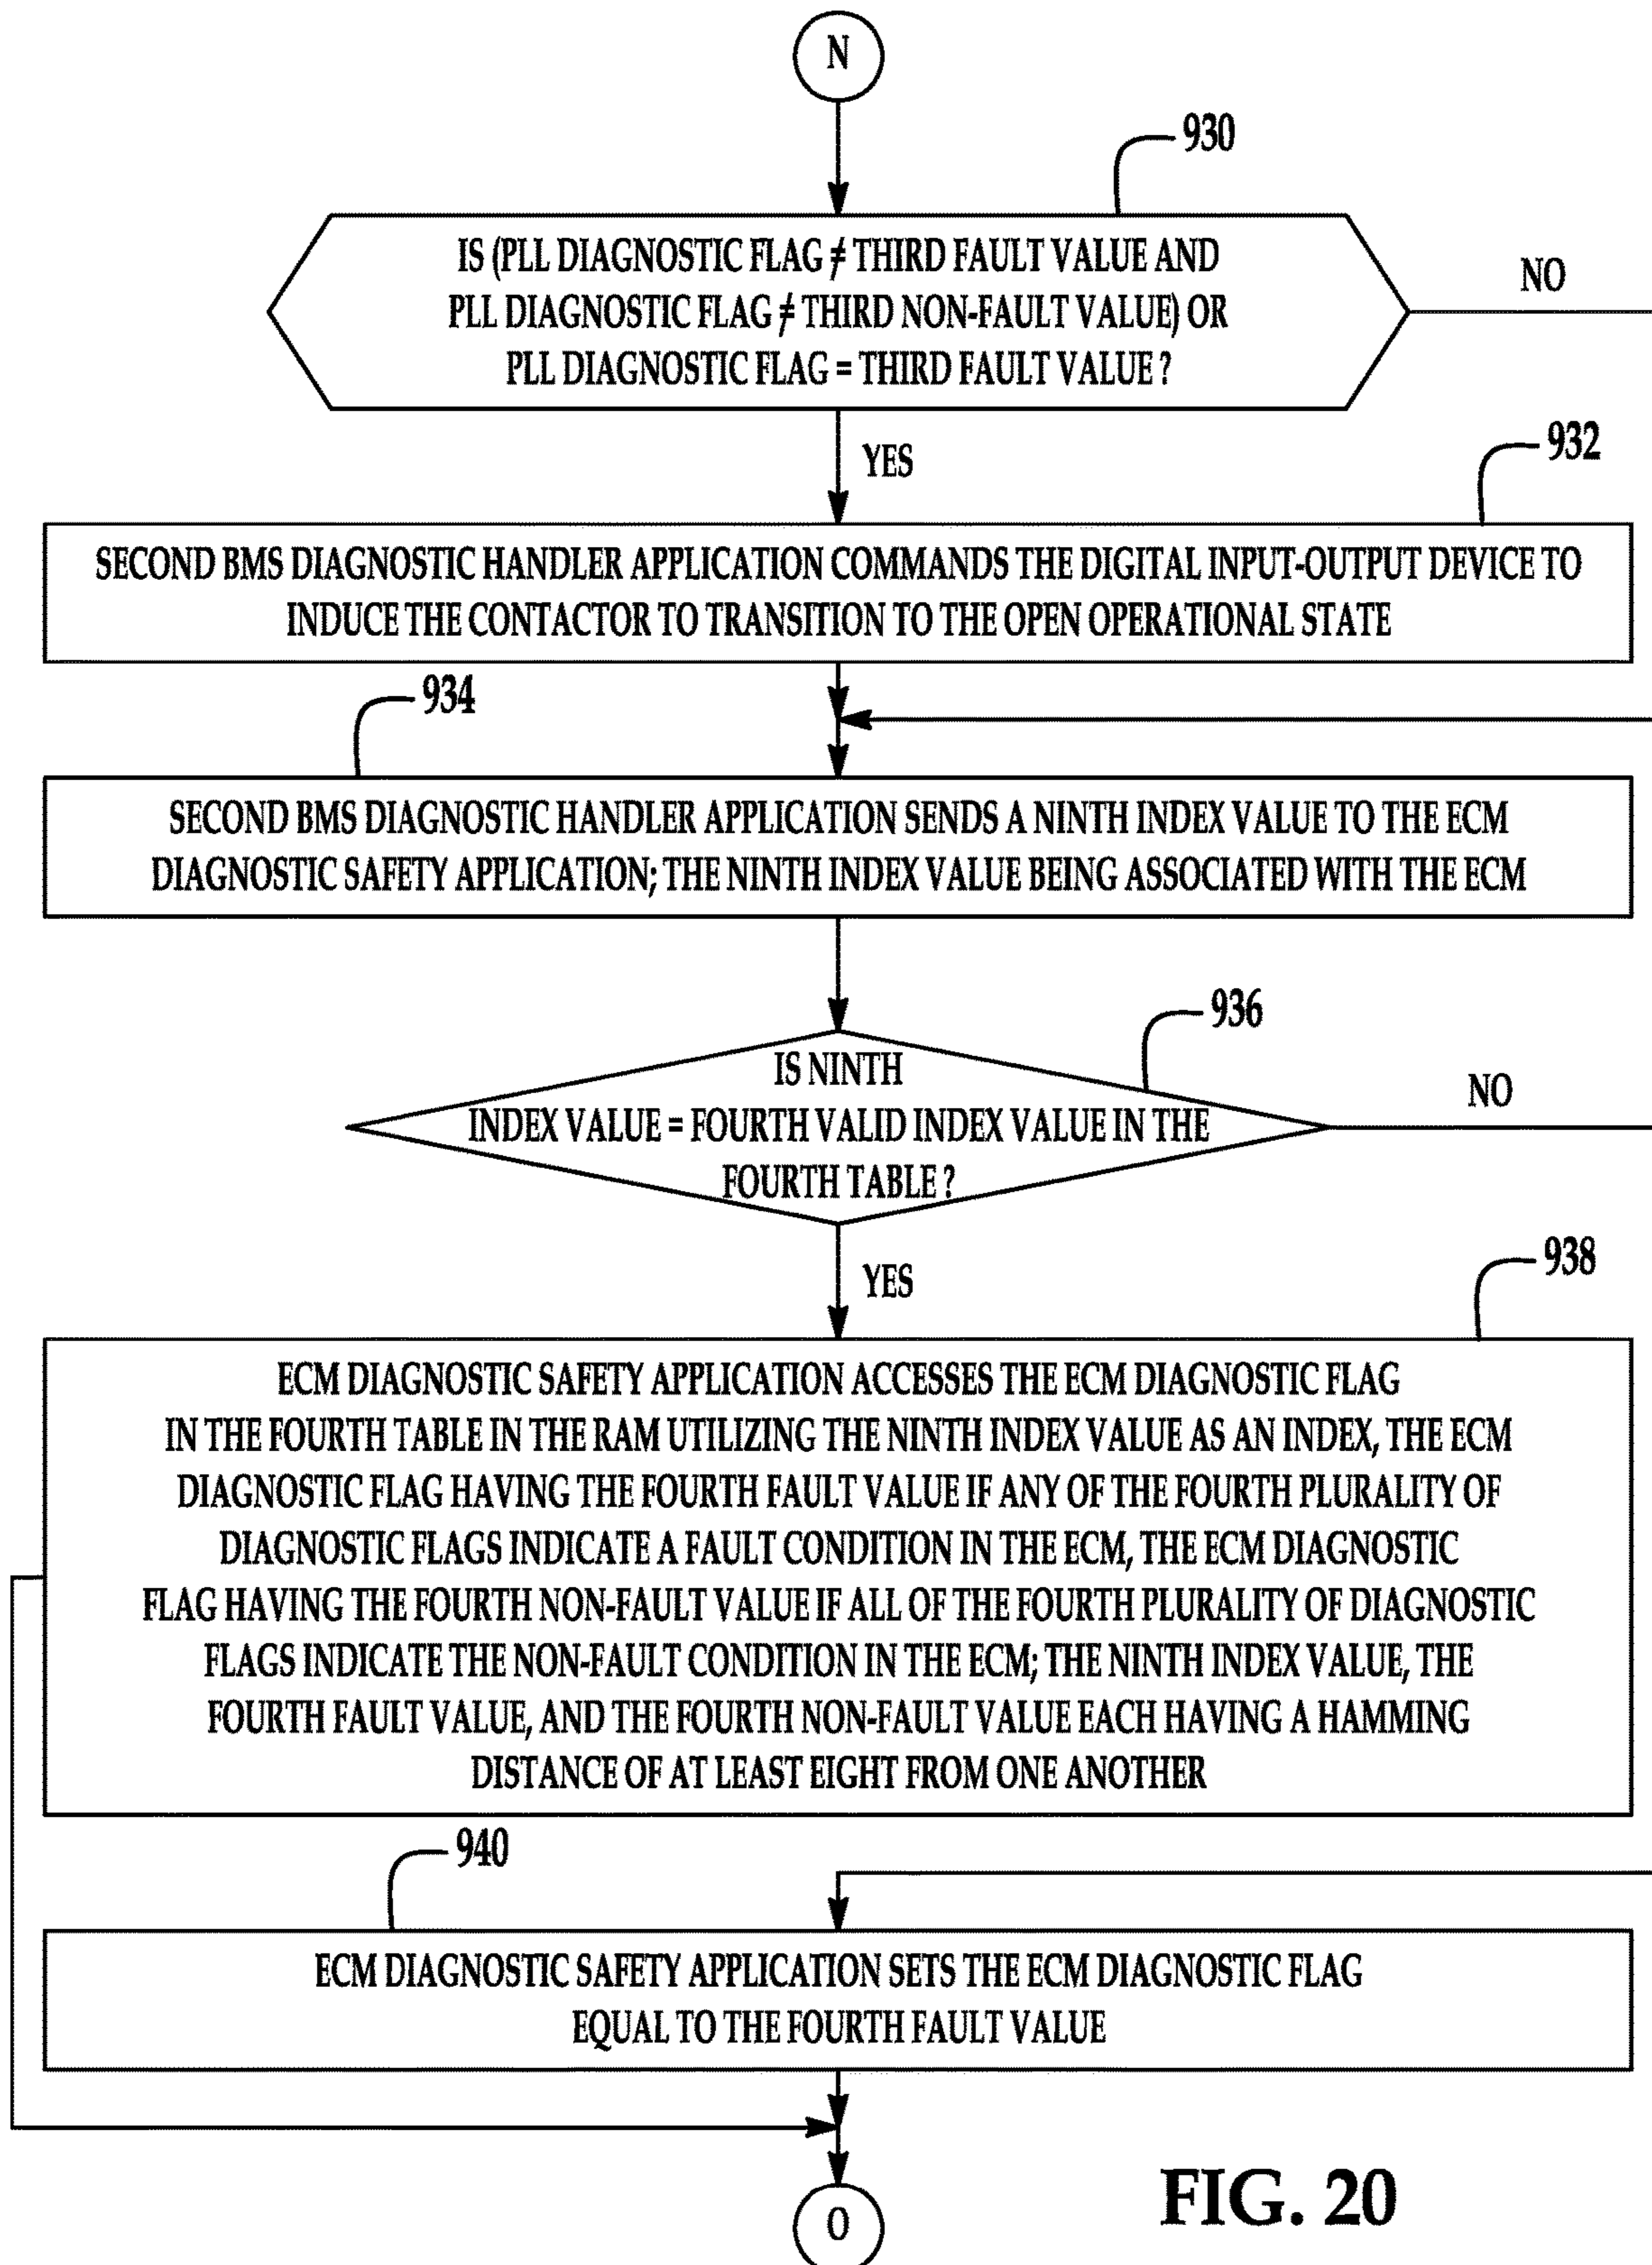 N
930
IS (PLL DIAGNOSTIC FLAG ≠ THIRD FAULT VALUE AND
PLL DIAGNOSTIC FLAG ≠ THIRD NON-FAULT VALUE) OR
PLL DIAGNOSTIC FLAG = THIRD FAULT VALUE ?
NO
YES
932
SECOND BMS DIAGNOSTIC HANDLER APPLICATION COMMANDS THE DIGITAL INPUT-OUTPUT DEVICE TO
INDUCE THE CONTACTOR TO TRANSITION TO THE OPEN OPERATIONAL STATE
934
SECOND BMS DIAGNOSTIC HANDLER APPLICATION SENDS A NINTH INDEX VALUE TO THE ECM
DIAGNOSTIC SAFETY APPLICATION; THE NINTH INDEX VALUE BEING ASSOCIATED WITH THE ECM
936
IS NINTH
INDEX VALUE = FOURTH VALID INDEX VALUE IN THE
FOURTH TABLE ?
NO
YES
938
ECM DIAGNOSTIC SAFETY APPLICATION ACCESSES THE ECM DIAGNOSTIC FLAG
IN THE FOURTH TABLE IN THE RAM UTILIZING THE NINTH INDEX VALUE AS AN INDEX, THE ECM
DIAGNOSTIC FLAG HAVING THE FOURTH FAULT VALUE IF ANY OF THE FOURTH PLURALITY OF
DIAGNOSTIC FLAGS INDICATE A FAULT CONDITION IN THE ECM, THE ECM DIAGNOSTIC
FLAG HAVING THE FOURTH NON-FAULT VALUE IF ALL OF THE FOURTH PLURALITY OF DIAGNOSTIC
FLAGS INDICATE THE NON-FAULT CONDITION IN THE ECM; THE NINTH INDEX VALUE, THE
FOURTH FAULT VALUE, AND THE FOURTH NON-FAULT VALUE EACH HAVING A HAMMING
DISTANCE OF AT LEAST EIGHT FROM ONE ANOTHER
940
ECM DIAGNOSTIC SAFETY APPLICATION SETS THE ECM DIAGNOSTIC FLAG
EQUAL TO THE FOURTH FAULT VALUE
O
FIG. 20